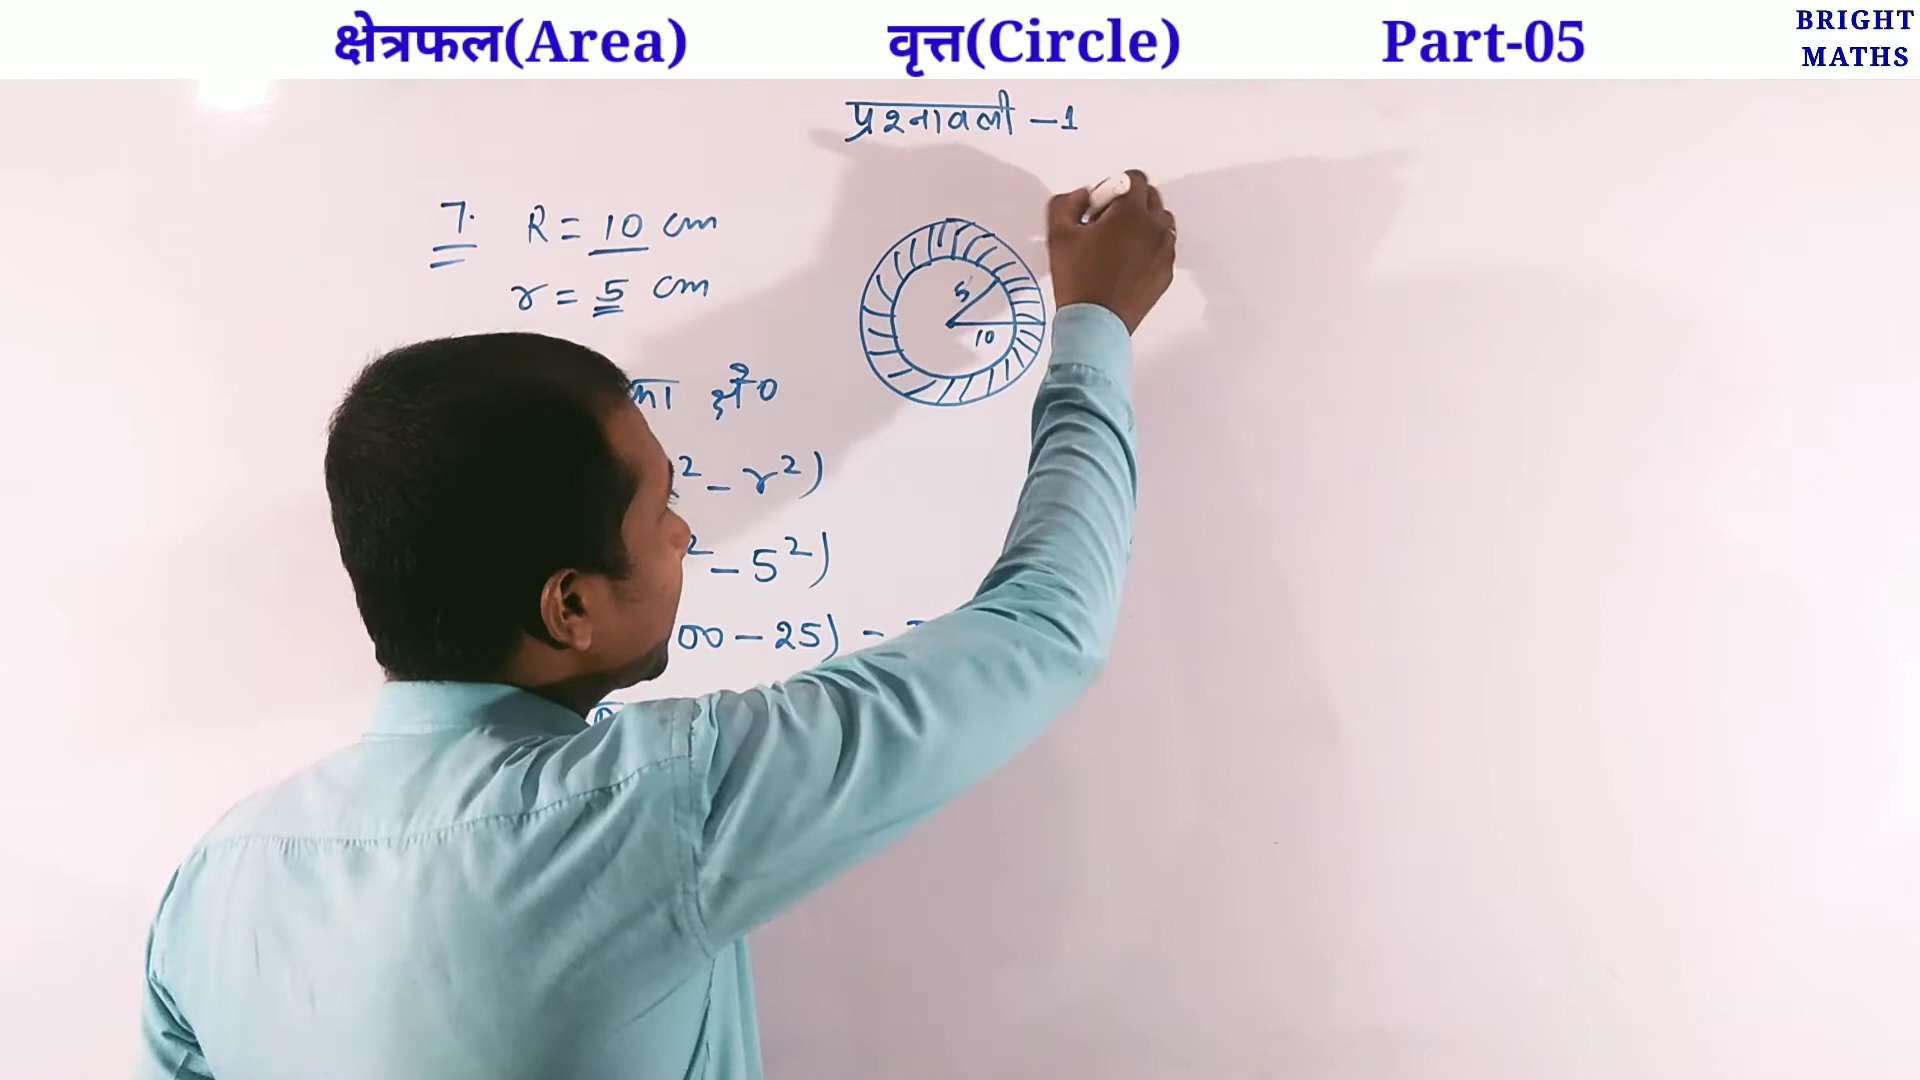 क्षेत्रफल(Area) वृत्त(Circle) Part-05
BRIGHT
MATHS
प्रश्नावली -1
7. R = 10 cm
r = 5 cm
5
10
का क्षे०
² - r²)
² - 5²)
00 - 25) =